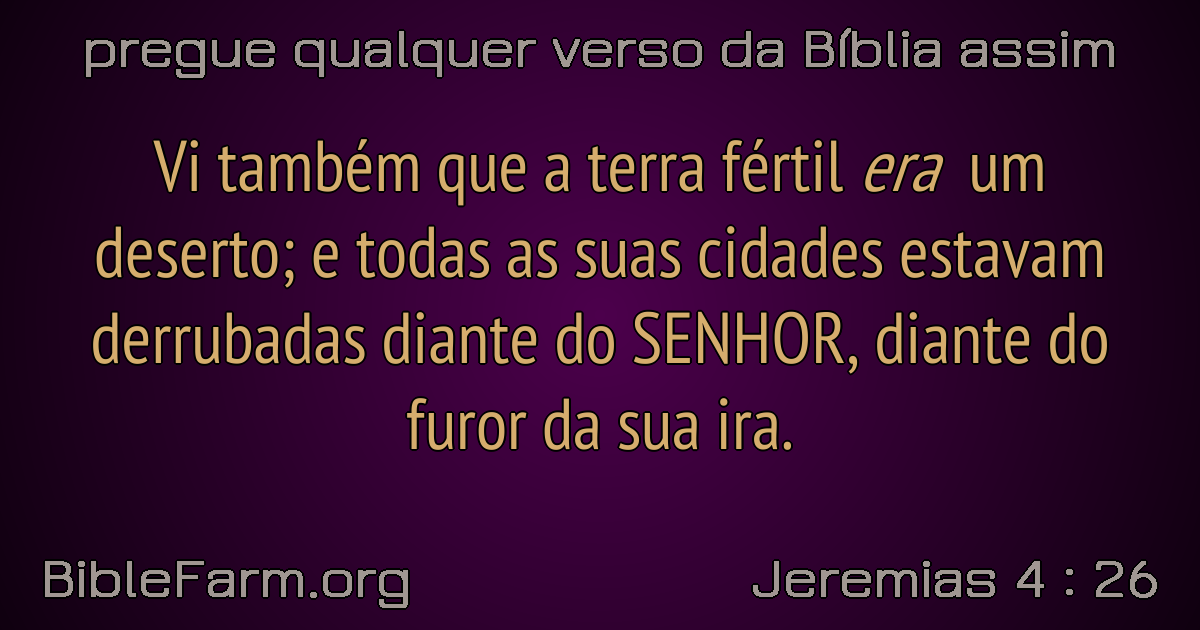 pregue qualquer verso da Bíblia assim
Vi também que a terra fértil era um
deserto; e todas as suas cidades estavam
derrubadas diante do SENHOR, diante do
furor da sua ira.
BibleFarm.org
Jeremias 4 : 26